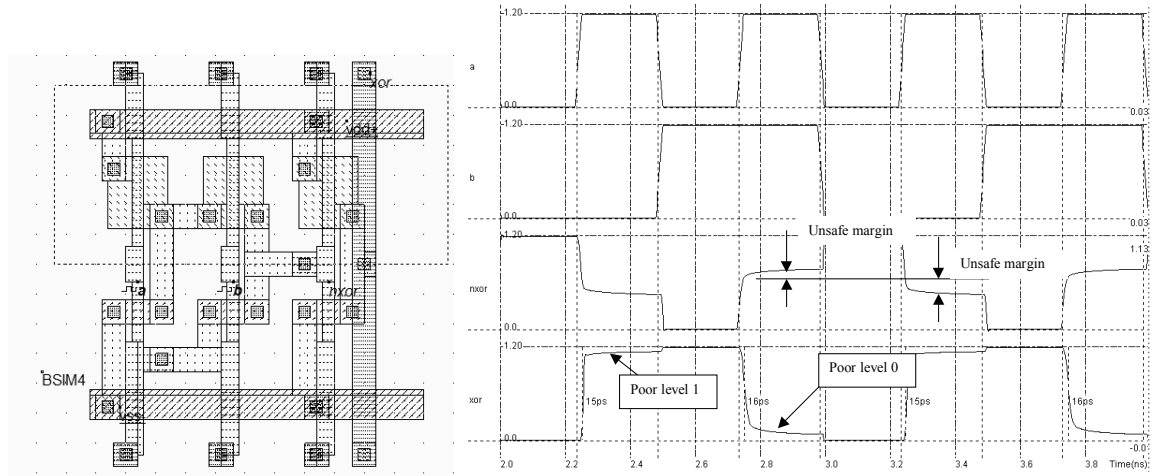 xor
vdd+
a
b
nxor
BSIM4
vss-
1.20
a
0.0
0.03
1.20
b
0.0
0.03
1.20
1.13
Unsafe margin
Unsafe margin
nxor
0.0
1.20
Poor level 0
Poor level 1
xor
15ps
16ps
15ps
16ps
0.0
-0.0
2.0
2.2
2.4
2.6
2.8
3.0
3.2
3.4
3.6
3.8
Time(ns)